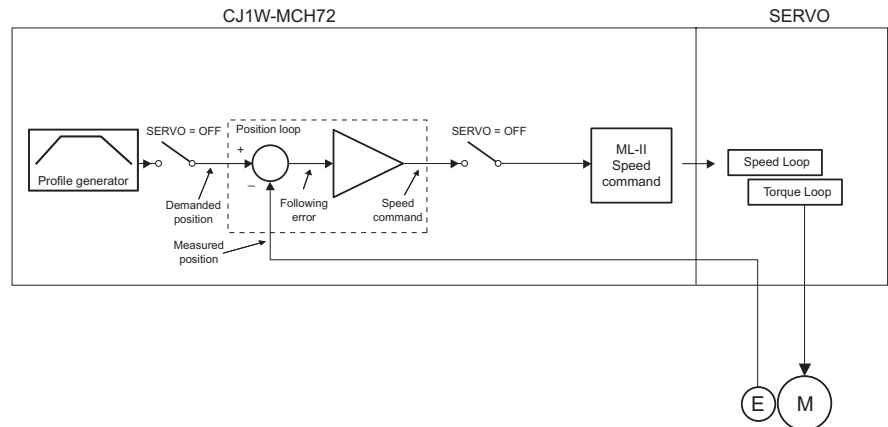 CJ1W-MCH72
SERVO
SERVO = OFF
Position loop
SERVO = OFF
+
ML-II
Speed
command
Speed Loop
Profile generator
–
Torque Loop
Demanded
position
Following
error
Speed
command
Measured
position
E
M